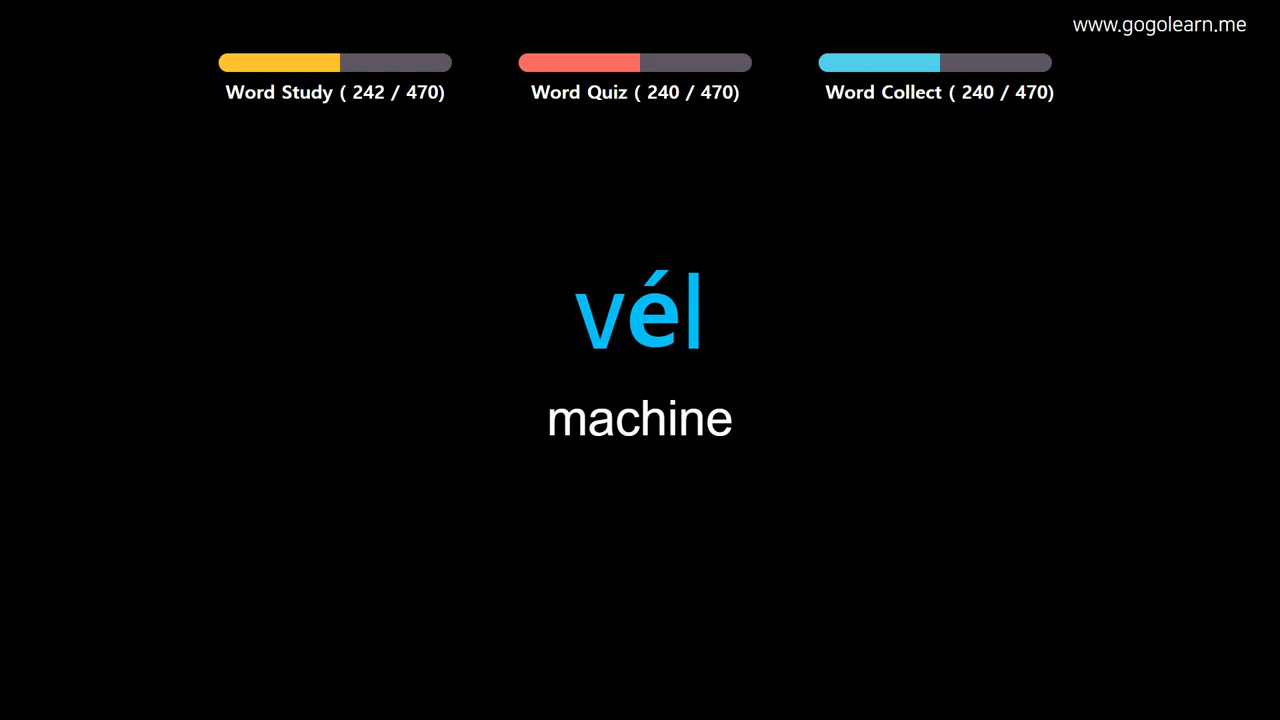 www.gogolearn.me
Word Study ( 242 / 470)
Word Quiz ( 240 / 470)
Word Collect ( 240 / 470)
vél
machine